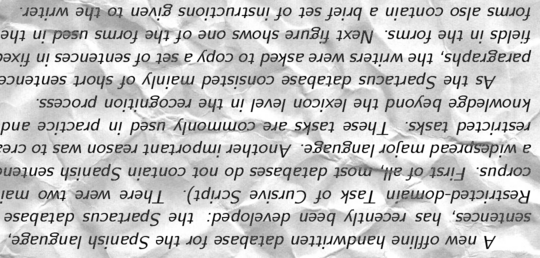 A new offline handwritten database for the Spanish language,
sentences, has recently been developed: the Spartacus database
Restricted-domain Task of Cursive Script). There were two mai
corpus. First of all, most databases do not contain Spanish senten
a widespread major language. Another important reason was to crea
restricted tasks. These tasks are commonly used in practice and
knowledge beyond the lexicon level in the recognition process.
As the Spartacus database consisted mainly of short sentence
paragraphs, the writers were asked to copy a set of sentences in fixe
fields in the forms. Next figure shows one of the forms used in the
forms also contain a brief set of instructions given to the writer.